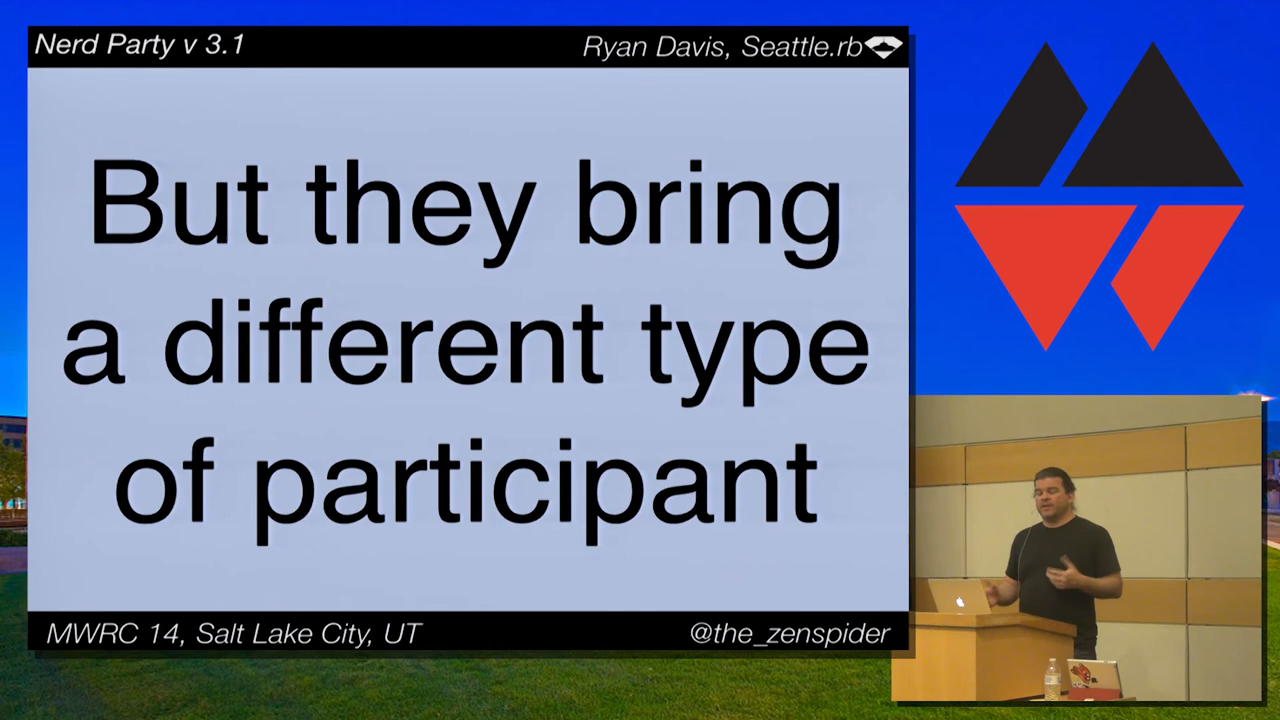 Nerd Party v 3.1
Ryan Davis, Seattle.rb
But they bring
a different type
of participant
MWRC 14, Salt Lake City, UT
@the_zenspider